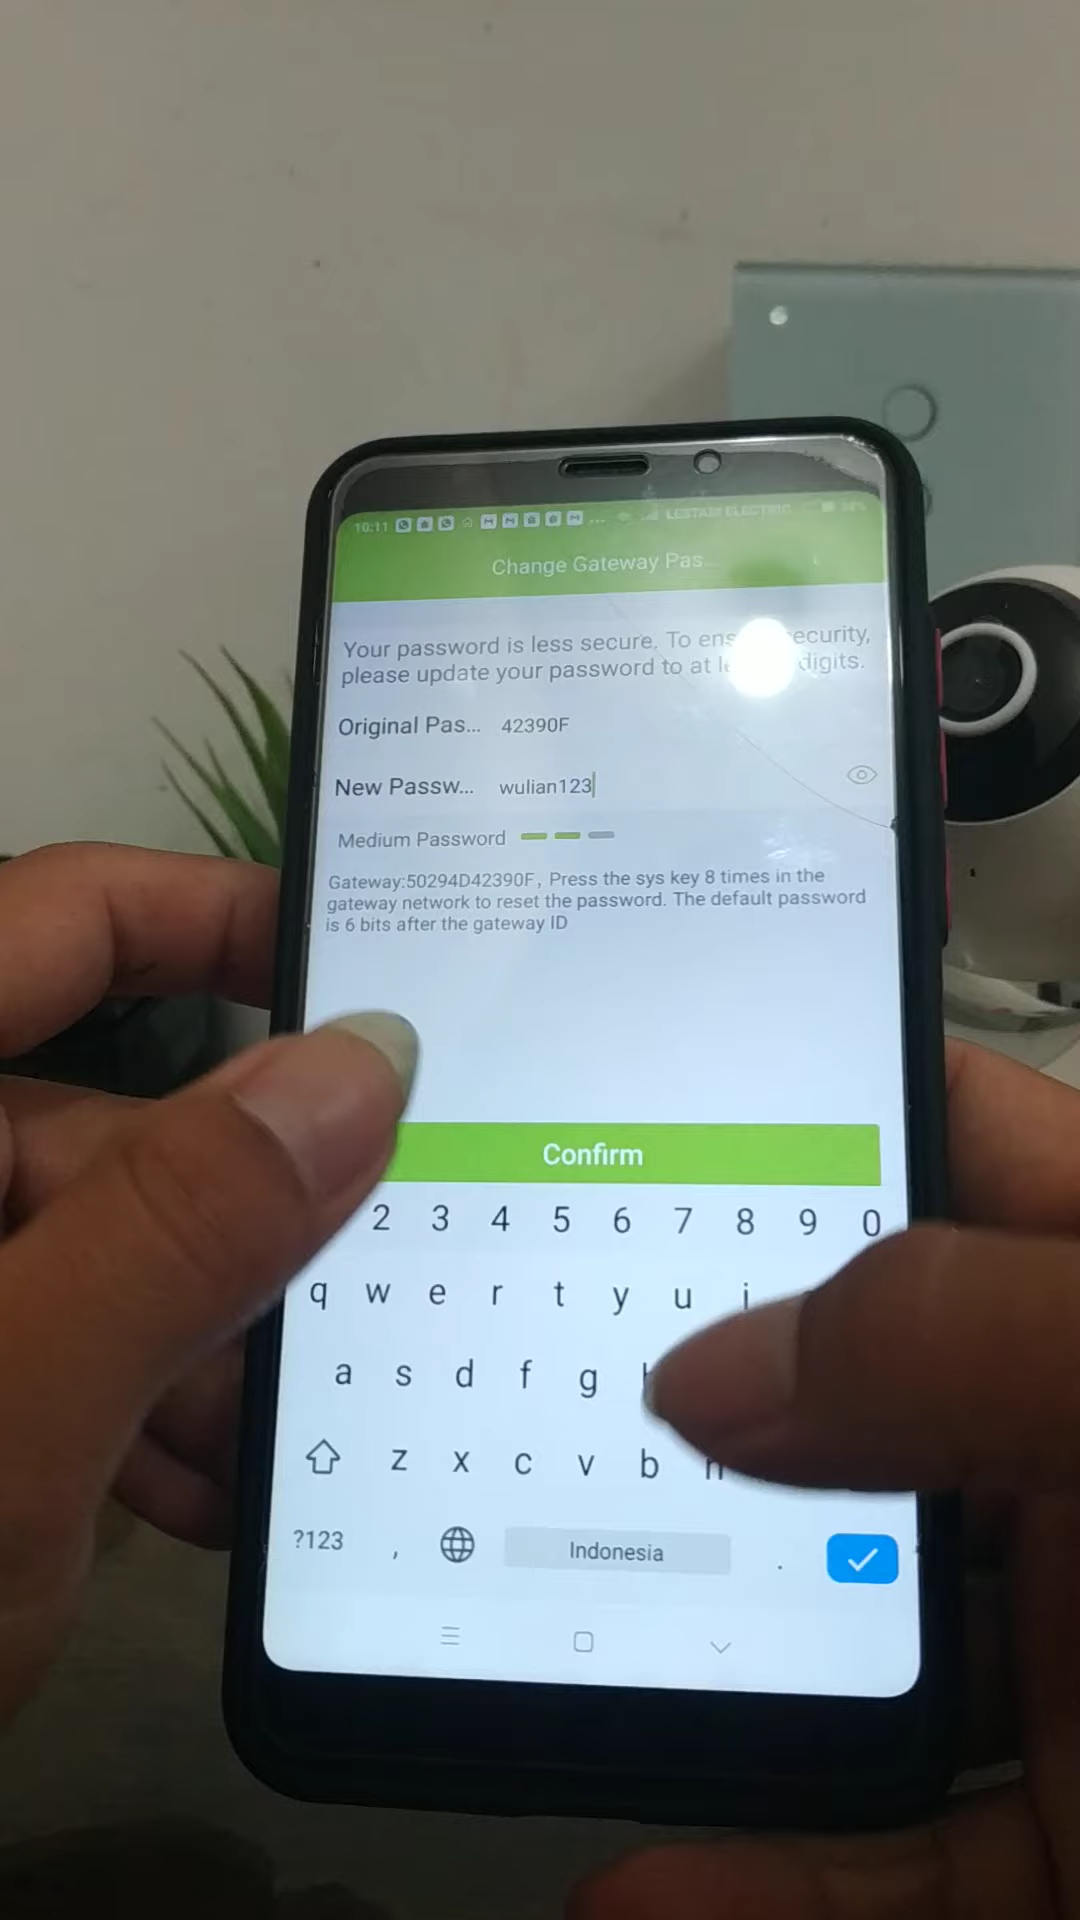 10:11 ... LESTARI ELECTRIC
Change Gateway Pas...
Your password is less secure. To ens ecurity,
please update your password to at digits.
Original Pas... 42390F
New Passw... wulian123
Medium Password
Gateway:50294D42390F, Press the sys key 8 times in the
gateway network to reset the password. The default password
is 6 bits after the gateway ID
Confirm
2 3 4 5 6 7 8 9 0
q w e r t y u i
a s d f g
z x c v b n
?123 , Indonesia .